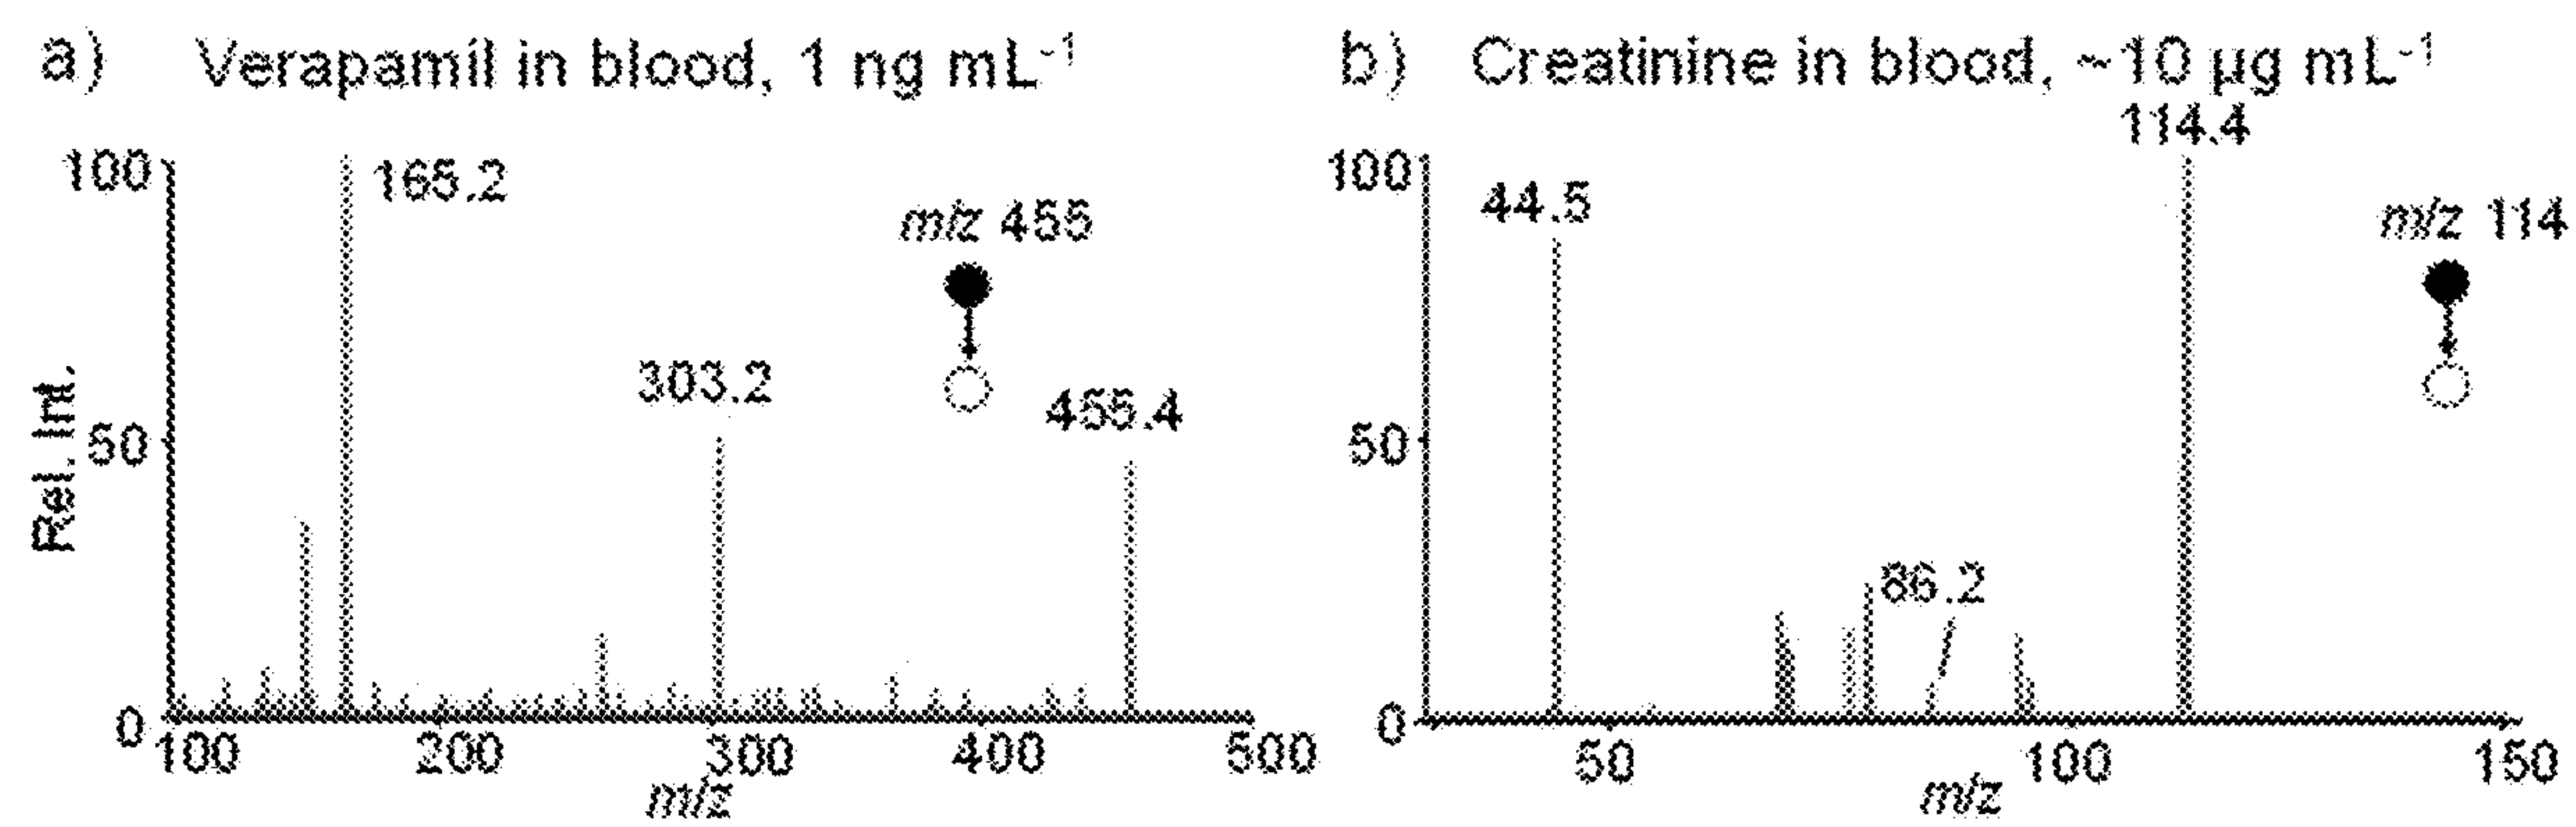 a) Verapamil in blood, 1 ng mL-1
100
165.2
m/z 455
303.2
455.4
Rel. Int.
50
0
100 200 300 400 500
m/z
b) Creatinine in blood, ~10 µg mL-1
114.4
100
44.5
m/z 114
86.2
50
0
50 100 150
m/z